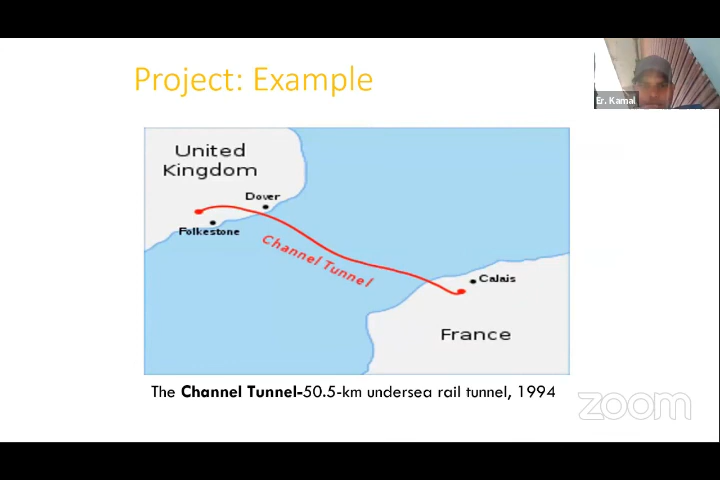 Project: Example
Er. Kamal
United
Kingdom
Dover
Folkestone
Channel Tunnel
Calais
France
The Channel Tunnel-50.5-km undersea rail tunnel, 1994
zoom